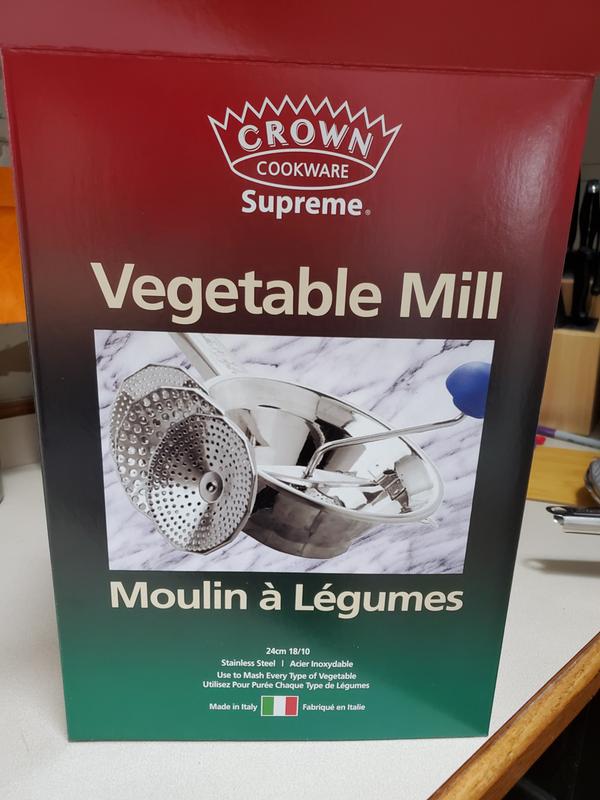 CROWN
COOKWARE
Supreme®
Vegetable Mill
Moulin à Légumes
24cm 18/10
Stainless Steel | Acier Inoxydable
Use to Mash Every Type of Vegetable
Utilisez Pour Purée Chaque Type de Légumes
Made in Italy Fabriqué en Italie